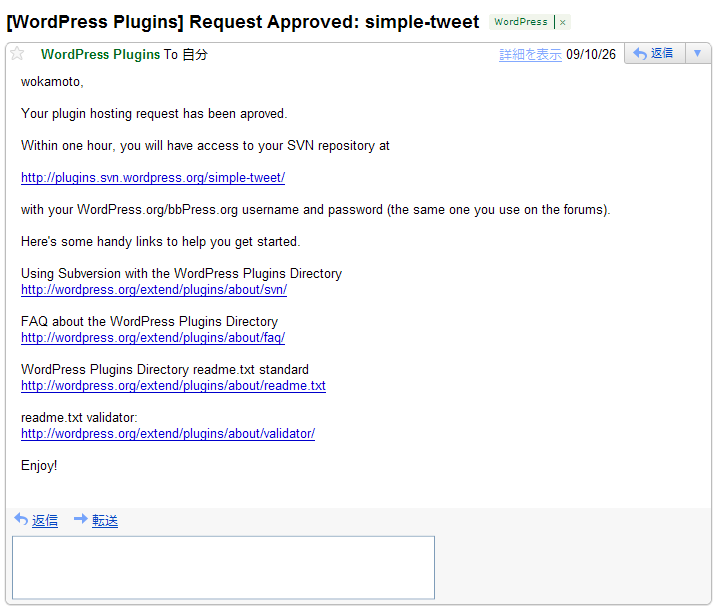 [WordPress Plugins] Request Approved: simple-tweet WordPress ×
WordPress Plugins To 自分 詳細を表示 09/10/26 返信
wokamoto,
Your plugin hosting request has been aproved.
Within one hour, you will have access to your SVN repository at
http://plugins.svn.wordpress.org/simple-tweet/
with your WordPress.org/bbPress.org username and password (the same one you use on the forums).
Here's some handy links to help you get started.
Using Subversion with the WordPress Plugins Directory
http://wordpress.org/extend/plugins/about/svn/
FAQ about the WordPress Plugins Directory
http://wordpress.org/extend/plugins/about/faq/
WordPress Plugins Directory readme.txt standard
http://wordpress.org/extend/plugins/about/readme.txt
readme.txt validator:
http://wordpress.org/extend/plugins/about/validator/
Enjoy!
返信 転送